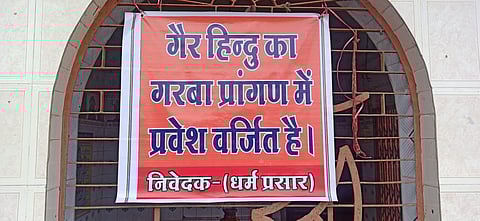 गैर हिन्दु का
गरबा प्रांगण में
प्रवेश वर्जित है।
निवेदक-(धर्म प्रसार)